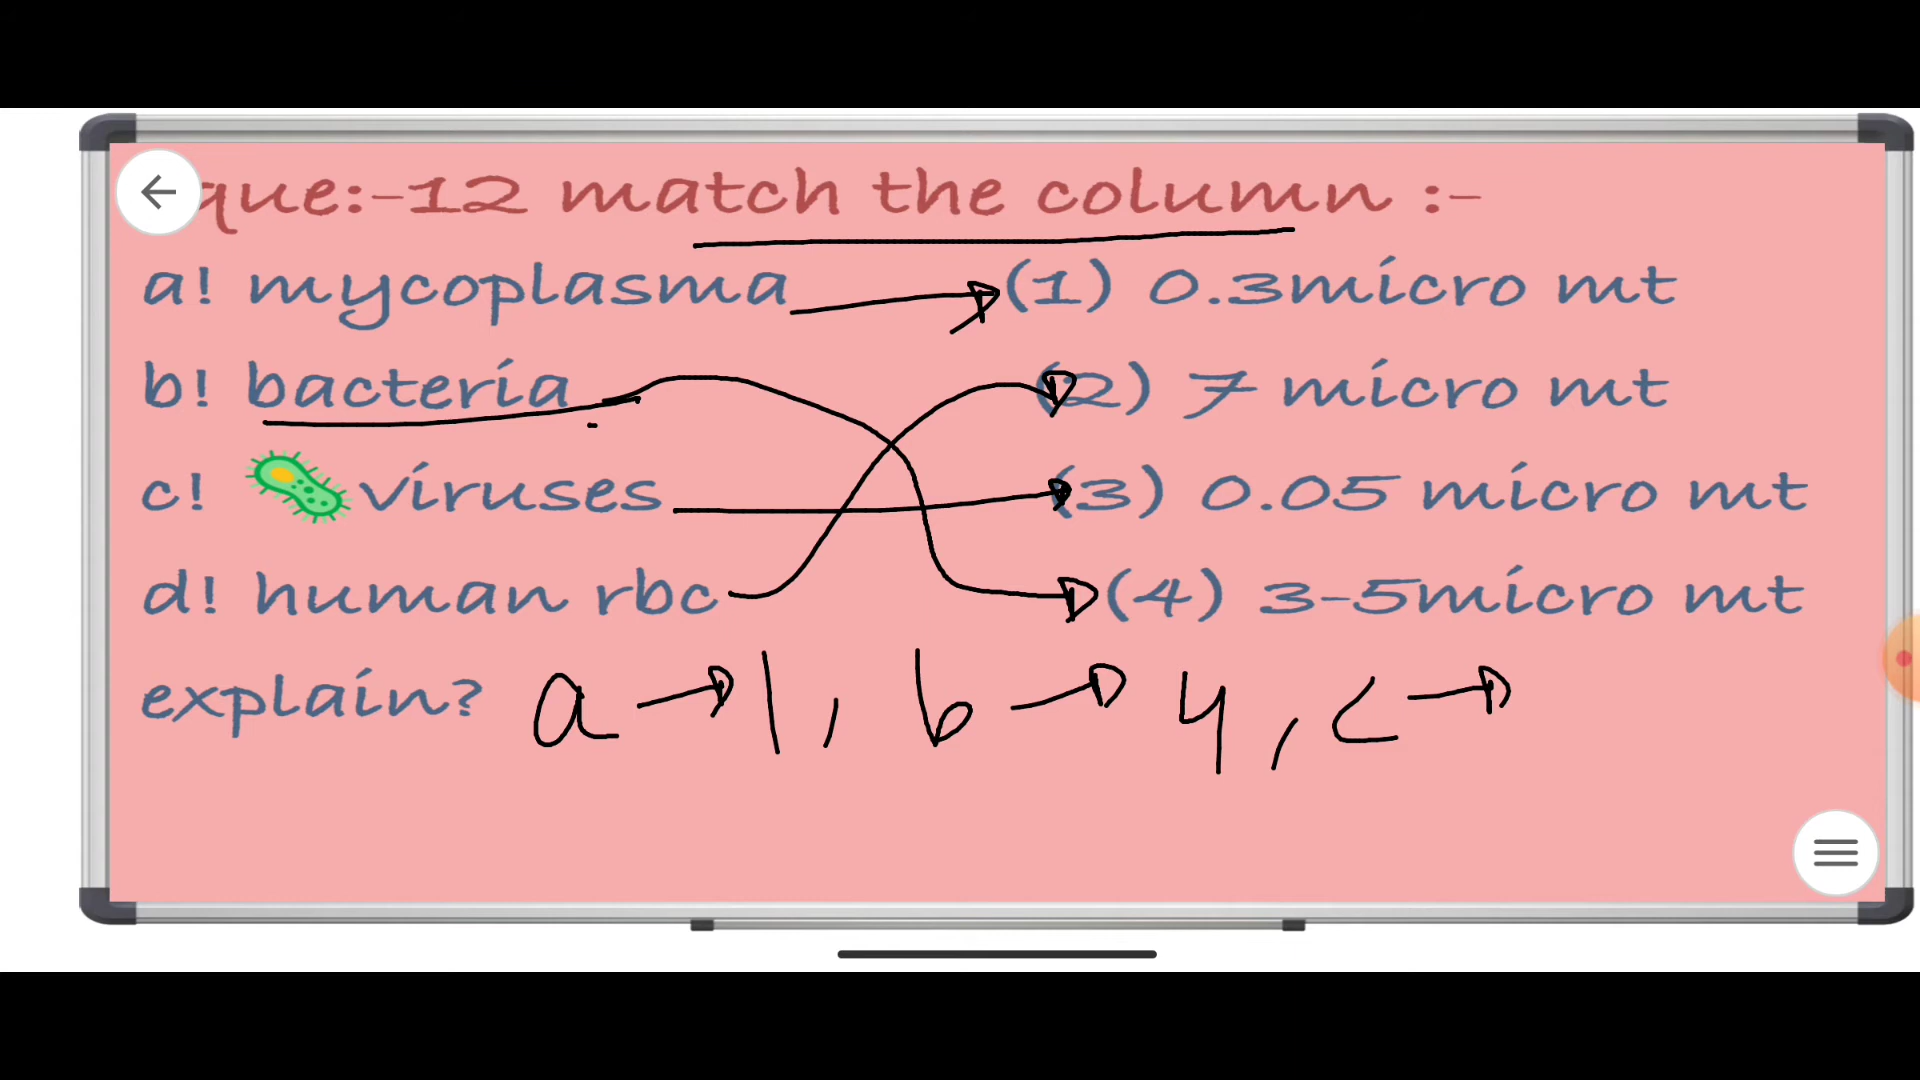 que:-12 match the column :-
a! mycoplasma (1) 0.3micro mt
b! bacteria (2) 7 micro mt
c! viruses (3) 0.05 micro mt
d! human rbc (4) 3-5micro mt
explain? a → 1, b → 4, c →